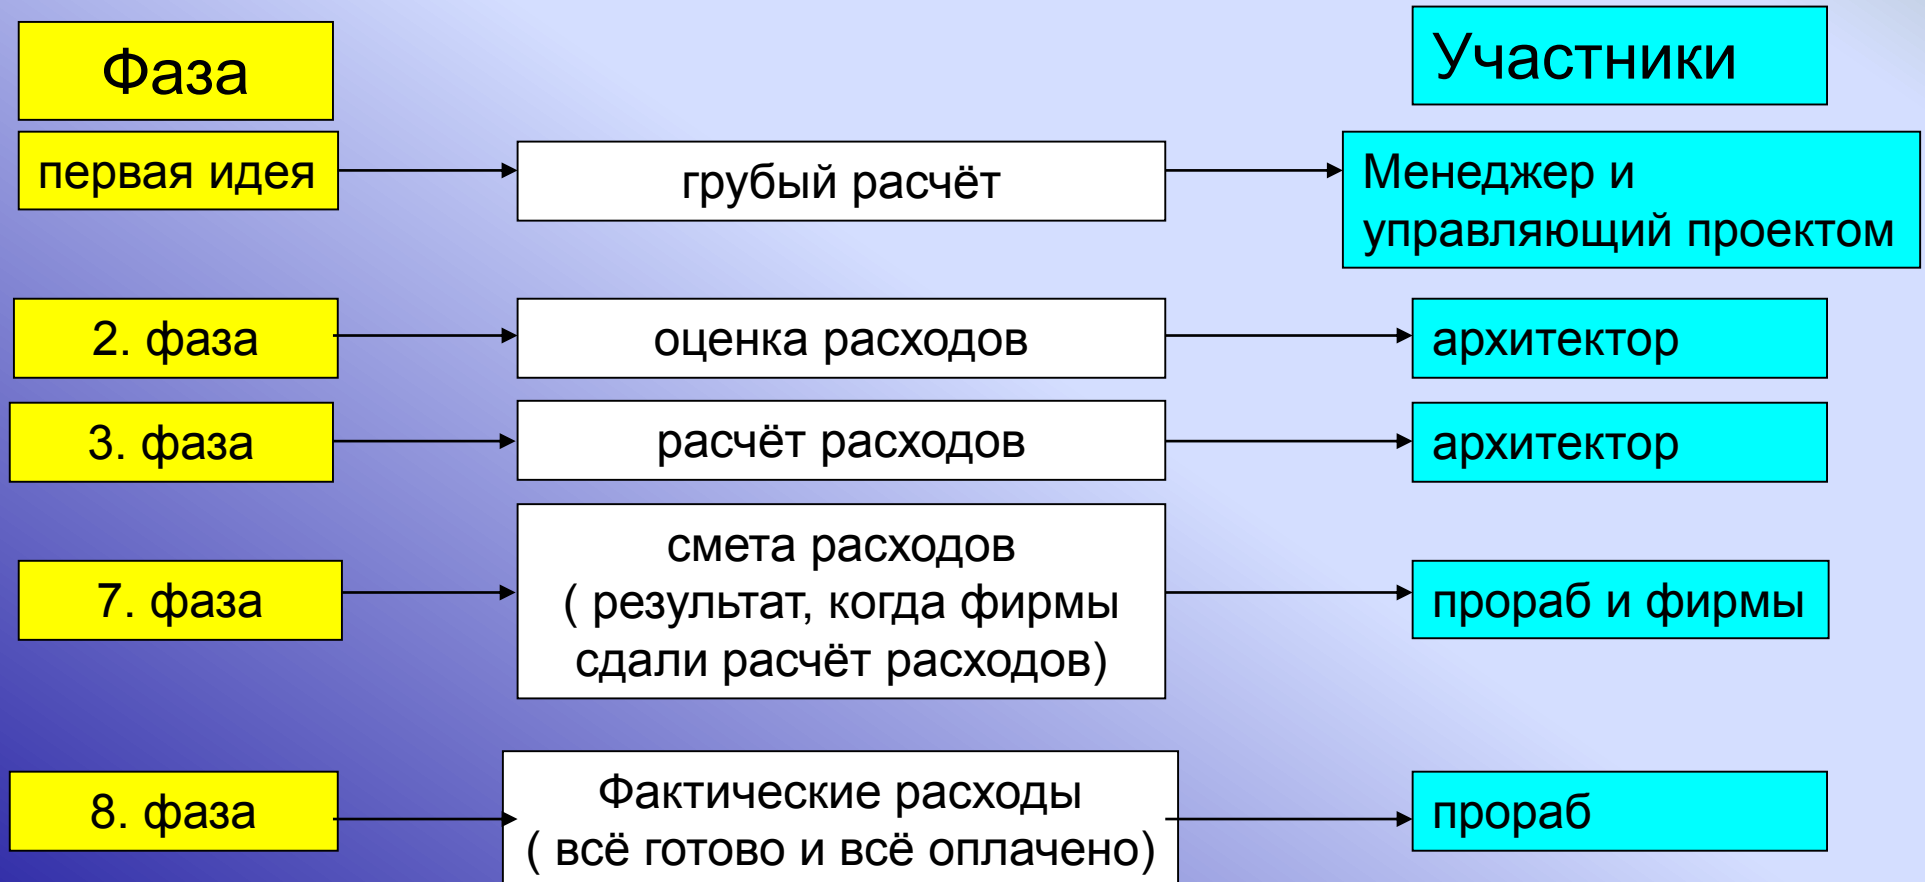 Фаза
Участники
первая идея
грубый расчёт
Менеджер и
управляющий проектом
2. фаза
оценка расходов
архитектор
3. фаза
расчёт расходов
архитектор
7. фаза
смета расходов
( результат, когда фирмы
сдали расчёт расходов)
прораб и фирмы
8. фаза
Фактические расходы
( всё готово и всё оплачено)
прораб